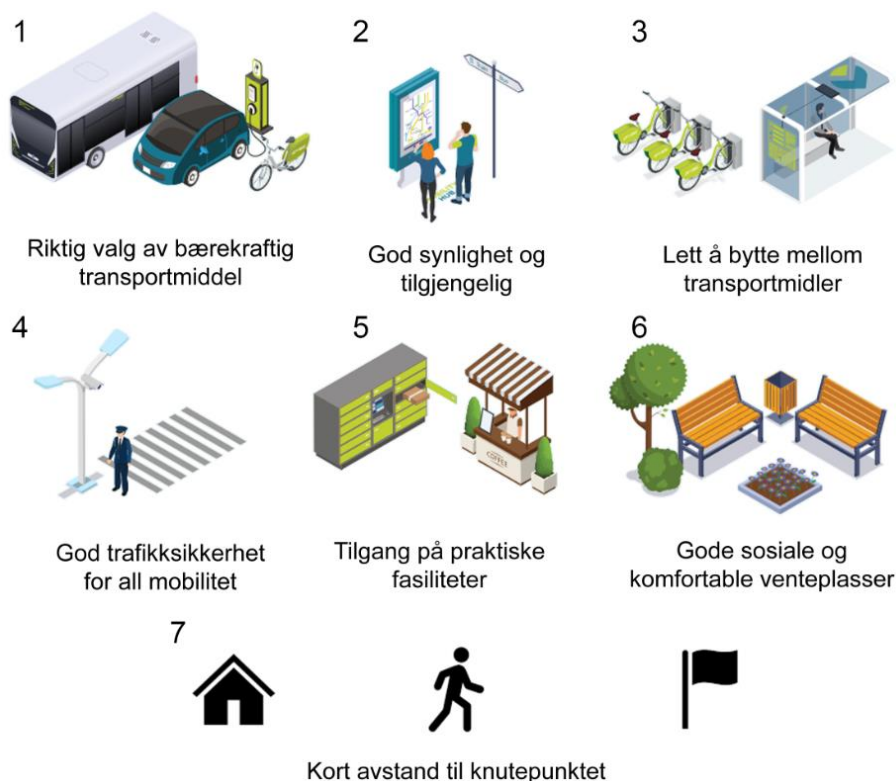 1
2
3
Riktig valg av bærekraftig
transportmiddel
God synlighet og
tilgjengelig
Lett å bytte mellom
transportmidler
4
5
6
God trafikksikkerhet
for all mobilitet
Tilgang på praktiske
fasiliteter
Gode sosiale og
komfortable venteplasser
7
Kort avstand til knutepunktet